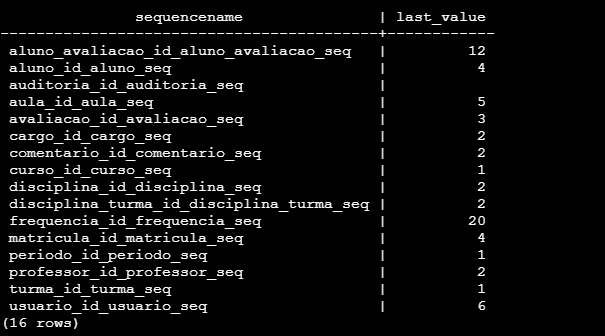 sequencename | last_value
-----------------------------------------+------------
aluno_avaliacao_id_aluno_avaliacao_seq | 12
aluno_id_aluno_seq | 4
auditoria_id_auditoria_seq |
aula_id_aula_seq | 5
avaliacao_id_avaliacao_seq | 3
cargo_id_cargo_seq | 2
comentario_id_comentario_seq | 2
curso_id_curso_seq | 1
disciplina_id_disciplina_seq | 2
disciplina_turma_id_disciplina_turma_seq | 2
frequencia_id_frequencia_seq | 20
matricula_id_matricula_seq | 4
periodo_id_periodo_seq | 1
professor_id_professor_seq | 2
turma_id_turma_seq | 1
usuario_id_usuario_seq | 6
(16 rows)